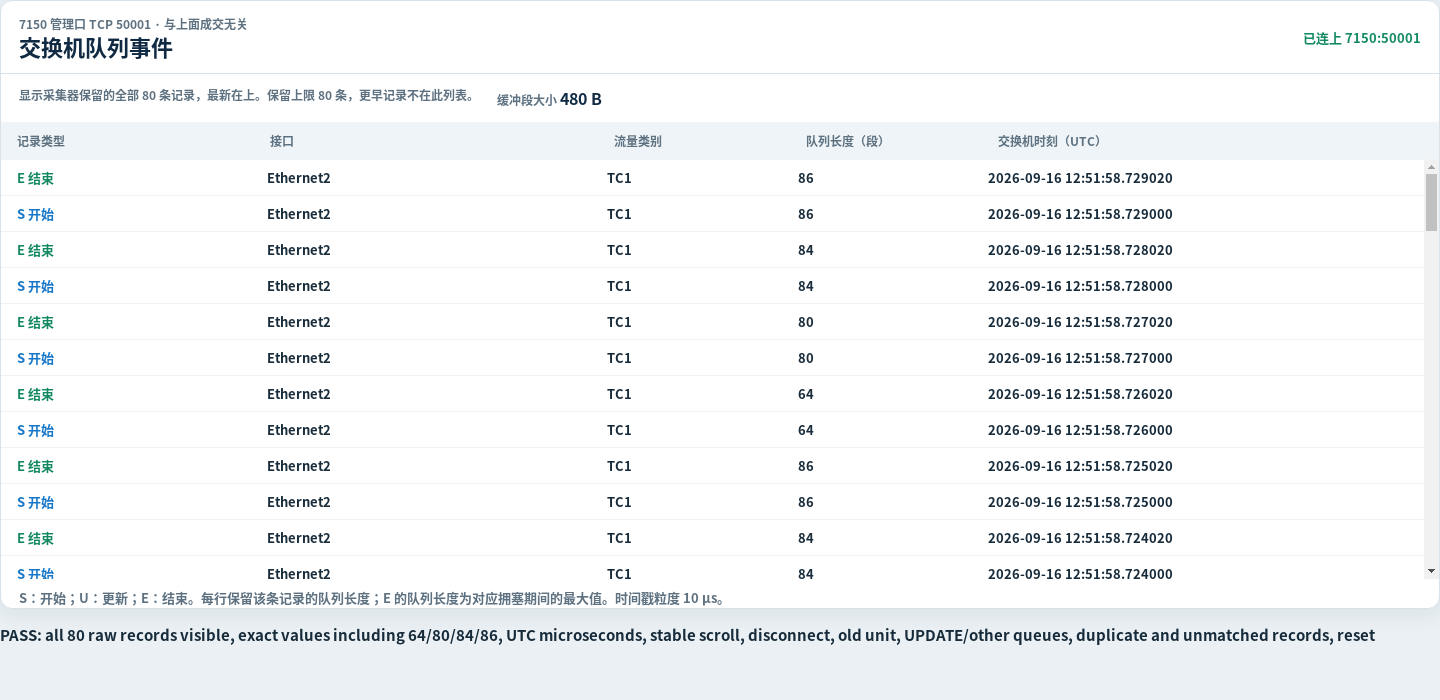 7150 管理口 TCP 50001 · 与上面成交无关
交换机队列事件
已连上 7150:50001
显示采集器保留的全部 80 条记录，最新在上。保留上限 80 条，更早记录不在此列表。 缓冲段大小 480 B
记录类型 接口 流量类别 队列长度（段） 交换机时刻（UTC）
E 结束 Ethernet2 TC1 86 2026-09-16 12:51:58.729020
S 开始 Ethernet2 TC1 86 2026-09-16 12:51:58.729000
E 结束 Ethernet2 TC1 84 2026-09-16 12:51:58.728020
S 开始 Ethernet2 TC1 84 2026-09-16 12:51:58.728000
E 结束 Ethernet2 TC1 80 2026-09-16 12:51:58.727020
S 开始 Ethernet2 TC1 80 2026-09-16 12:51:58.727000
E 结束 Ethernet2 TC1 64 2026-09-16 12:51:58.726020
S 开始 Ethernet2 TC1 64 2026-09-16 12:51:58.726000
E 结束 Ethernet2 TC1 86 2026-09-16 12:51:58.725020
S 开始 Ethernet2 TC1 86 2026-09-16 12:51:58.725000
E 结束 Ethernet2 TC1 84 2026-09-16 12:51:58.724020
S 开始 Ethernet2 TC1 84 2026-09-16 12:51:58.724000
S：开始；U：更新；E：结束。每行保留该条记录的队列长度；E 的队列长度为对应拥塞期间的最大值。时间戳粒度 10 μs。
PASS: all 80 raw records visible, exact values including 64/80/84/86, UTC microseconds, stable scroll, disconnect, old unit, UPDATE/other queues, duplicate and unmatched records, reset